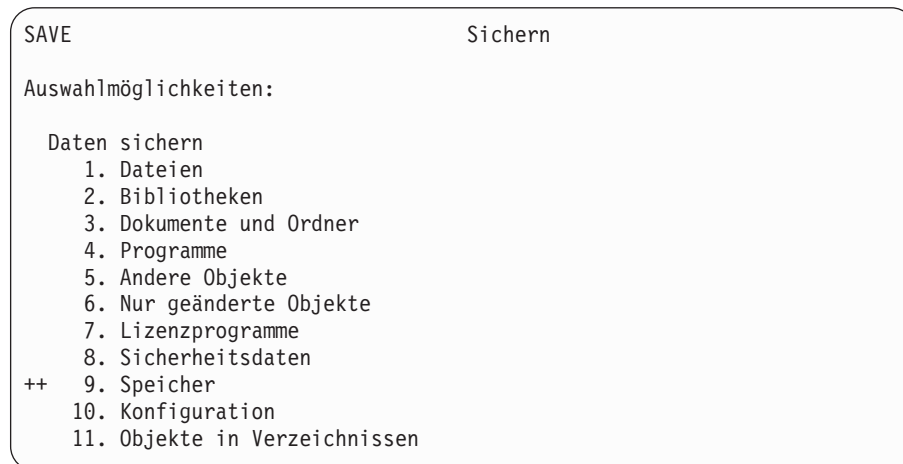 SAVE Sichern
Auswahlmöglichkeiten:
Daten sichern
1. Dateien
2. Bibliotheken
3. Dokumente und Ordner
4. Programme
5. Andere Objekte
6. Nur geänderte Objekte
7. Lizenzprogramme
8. Sicherheitsdaten
++ 9. Speicher
10. Konfiguration
11. Objekte in Verzeichnissen